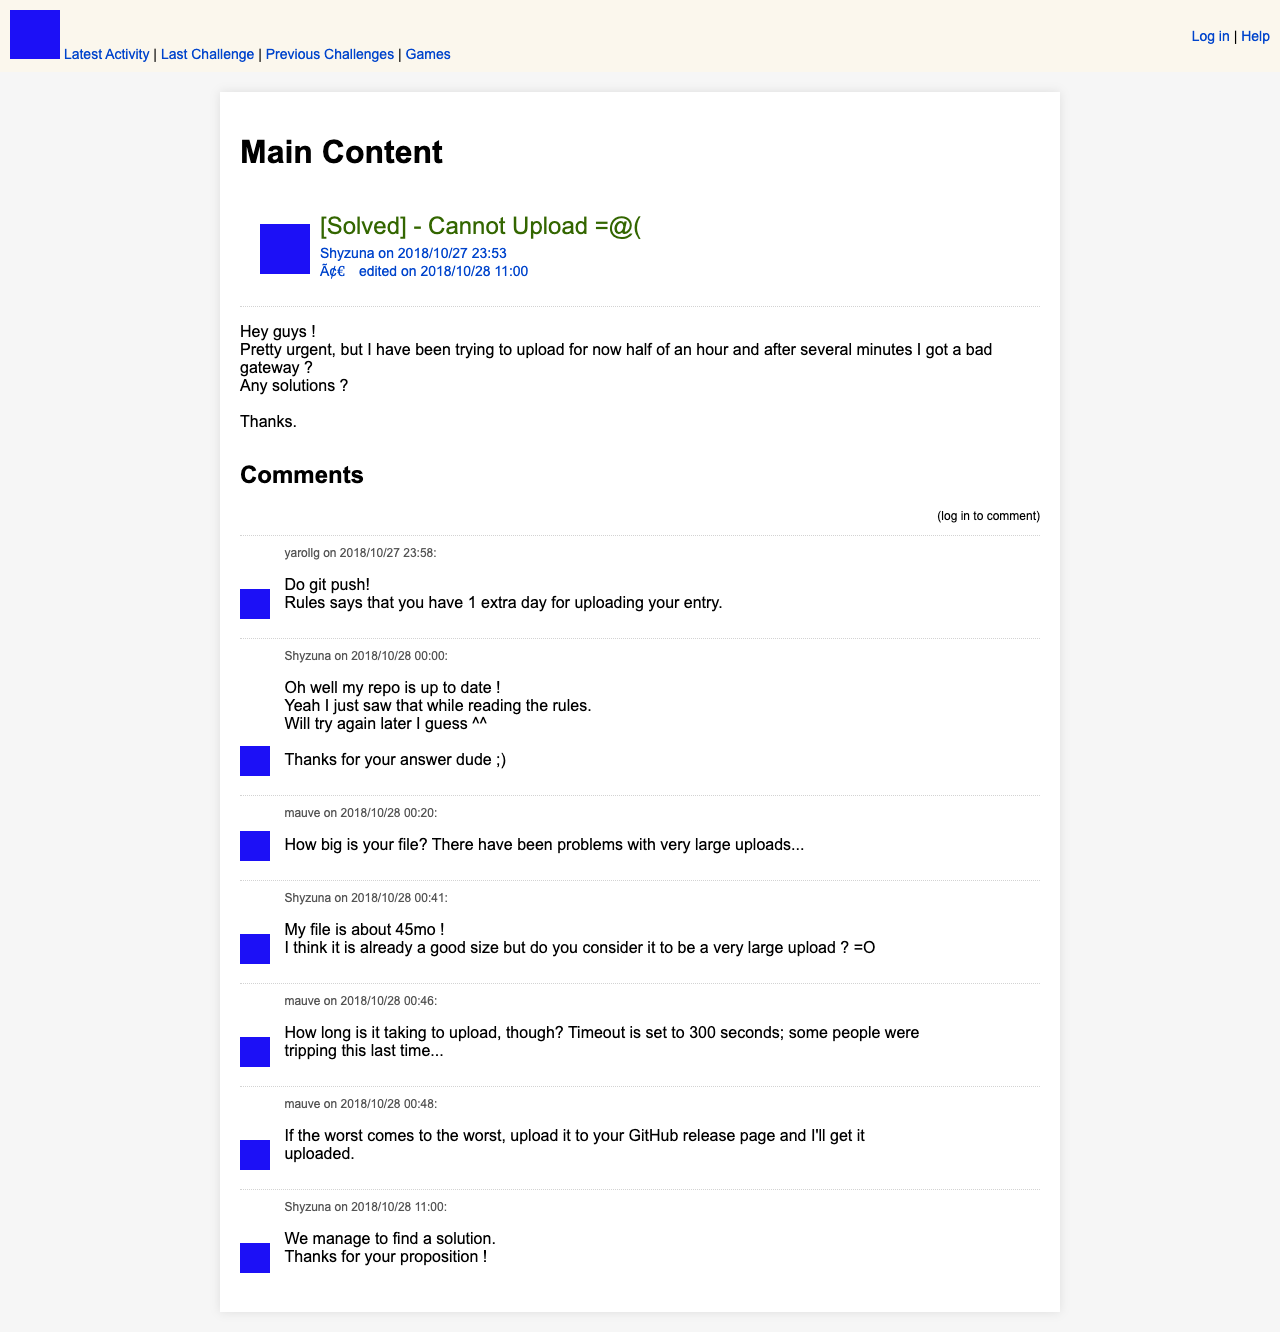 Latest Activity | Last Challenge | Previous Challenges | Games
Log in | Help
Main Content
[Solved] - Cannot Upload =@(
Shyzuna on 2018/10/27 23:53
Ã¢€ edited on 2018/10/28 11:00
Hey guys !
Pretty urgent, but I have been trying to upload for now half of an hour and after several minutes I got a bad
gateway ?
Any solutions ?
Thanks.
Comments
(log in to comment)
yarollg on 2018/10/27 23:58:
Do git push!
Rules says that you have 1 extra day for uploading your entry.
Shyzuna on 2018/10/28 00:00:
Oh well my repo is up to date !
Yeah I just saw that while reading the rules.
Will try again later I guess ^^
Thanks for your answer dude ;)
mauve on 2018/10/28 00:20:
How big is your file? There have been problems with very large uploads...
Shyzuna on 2018/10/28 00:41:
My file is about 45mo !
I think it is already a good size but do you consider it to be a very large upload ? =O
mauve on 2018/10/28 00:46:
How long is it taking to upload, though? Timeout is set to 300 seconds; some people were
tripping this last time...
mauve on 2018/10/28 00:48:
If the worst comes to the worst, upload it to your GitHub release page and I'll get it
uploaded.
Shyzuna on 2018/10/28 11:00:
We manage to find a solution.
Thanks for your proposition !